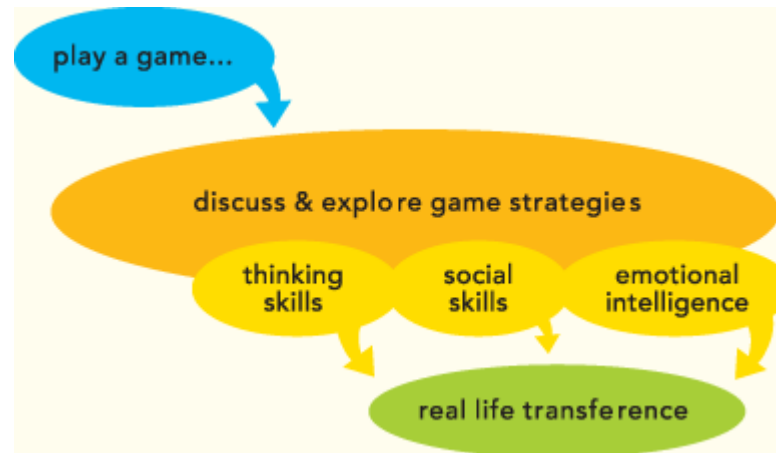 play a game...
discuss & explore game strategies
thinking
skills
social
skills
emotional
intelligence
real life transference